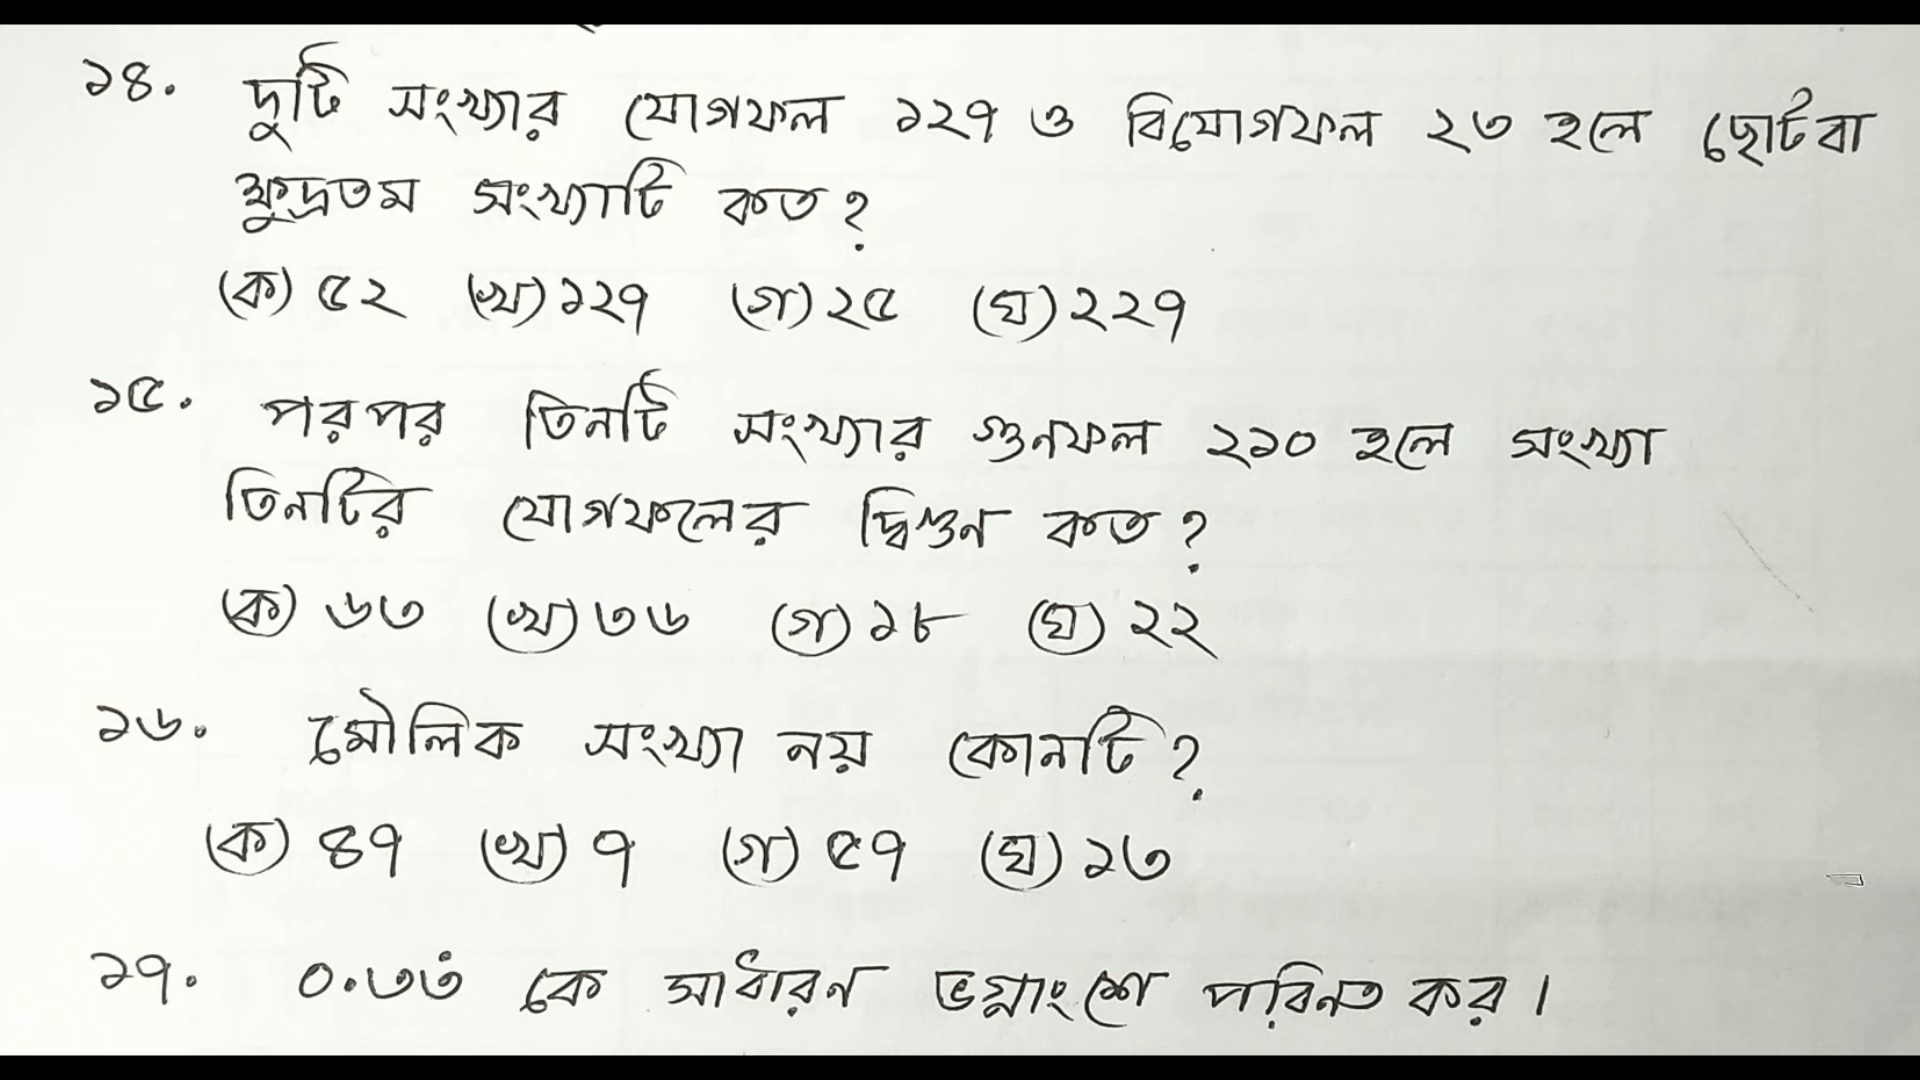 ১৪. দুটি সংখ্যার যোগফল ১২৭ ও বিয়োগফল ২৩ হলে ছোট বা
ক্ষুদ্রতম সংখ্যাটি কত?
(ক) ৫২ (খ) ১২৭ (গ) ২৫ (ঘ) ২২৭
১৫. পরপর তিনটি সংখ্যার গুনফল ২১০ হলে সংখ্যা
তিনটির যোগফলের দ্বিগুন কত?
(ক) ৬৩ (খ) ৩৬ (গ) ১৮ (ঘ) ২২
১৬. মৌলিক সংখ্যা নয় কোনটি?
(ক) ৪৭ (খ) ৭ (গ) ৫৭ (ঘ) ১৩
১৭. ০.৩৩̇ কে সাধারন ভগ্নাংশে পরিনত কর।